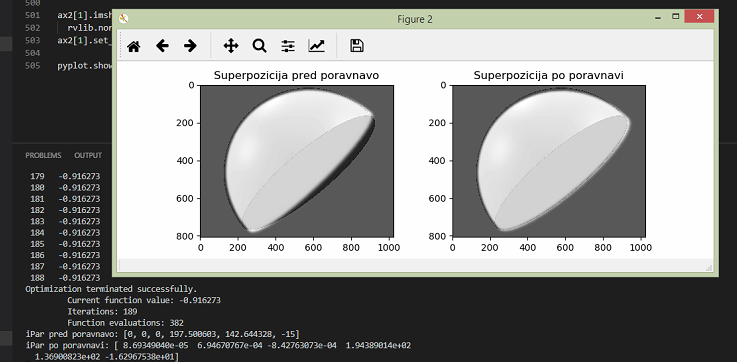 500
501 ax2[1].imsh
502 rvlib.nor
503 ax2[1].set_
504
505 pyplot.show
Figure 2
Superpozicija pred poravnavo
Superpozicija po poravnavi
0
200
400
600
800
0 200 400 600 800 1000
0
200
400
600
800
0 200 400 600 800 1000
PROBLEMS OUTPUT
179 -0.916273
180 -0.916273
181 -0.916273
182 -0.916273
183 -0.916273
184 -0.916273
185 -0.916273
186 -0.916273
187 -0.916273
188 -0.916273
Optimization terminated successfully.
Current function value: -0.916273
Iterations: 189
Function evaluations: 382
iPar pred poravnavo: [0, 0, 0, 197.500603, 142.644328, -15]
iPar po poravnavi: [ 8.69349040e-05 6.94670767e-04 -8.42763073e-04 1.94389014e+02
1.36900823e+02 -1.62967538e+01]